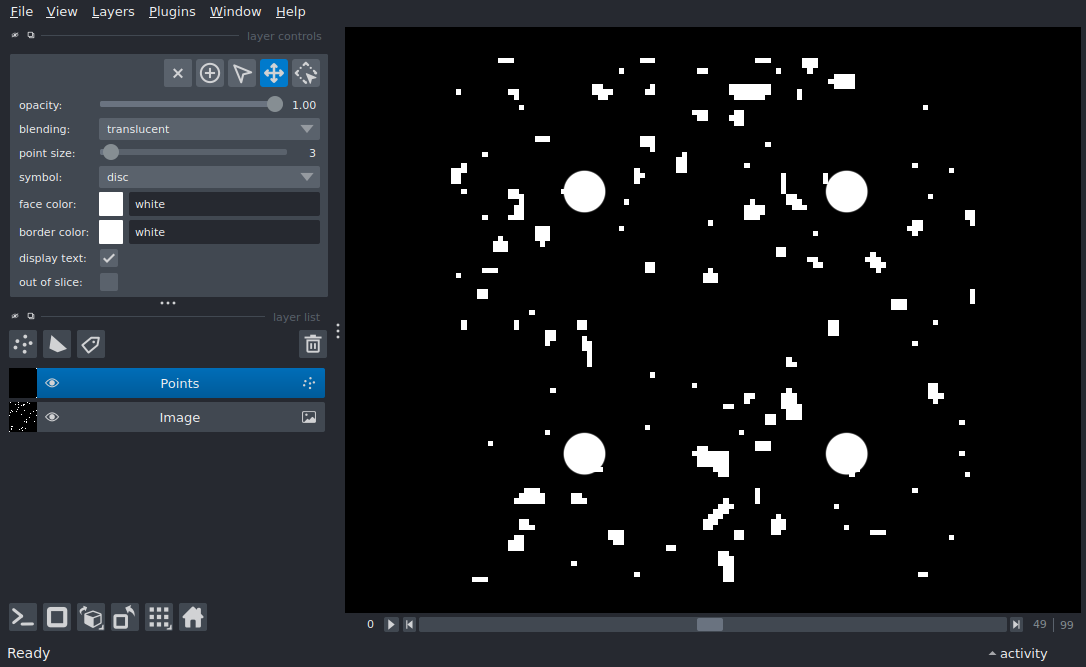 File View Layers Plugins Window Help
layer controls
opacity: 1.00
blending: translucent
point size: 3
symbol: disc
face color: white
border color: white
display text:
out of slice:
layer list
Points
Image
0 49 | 99
Ready activity